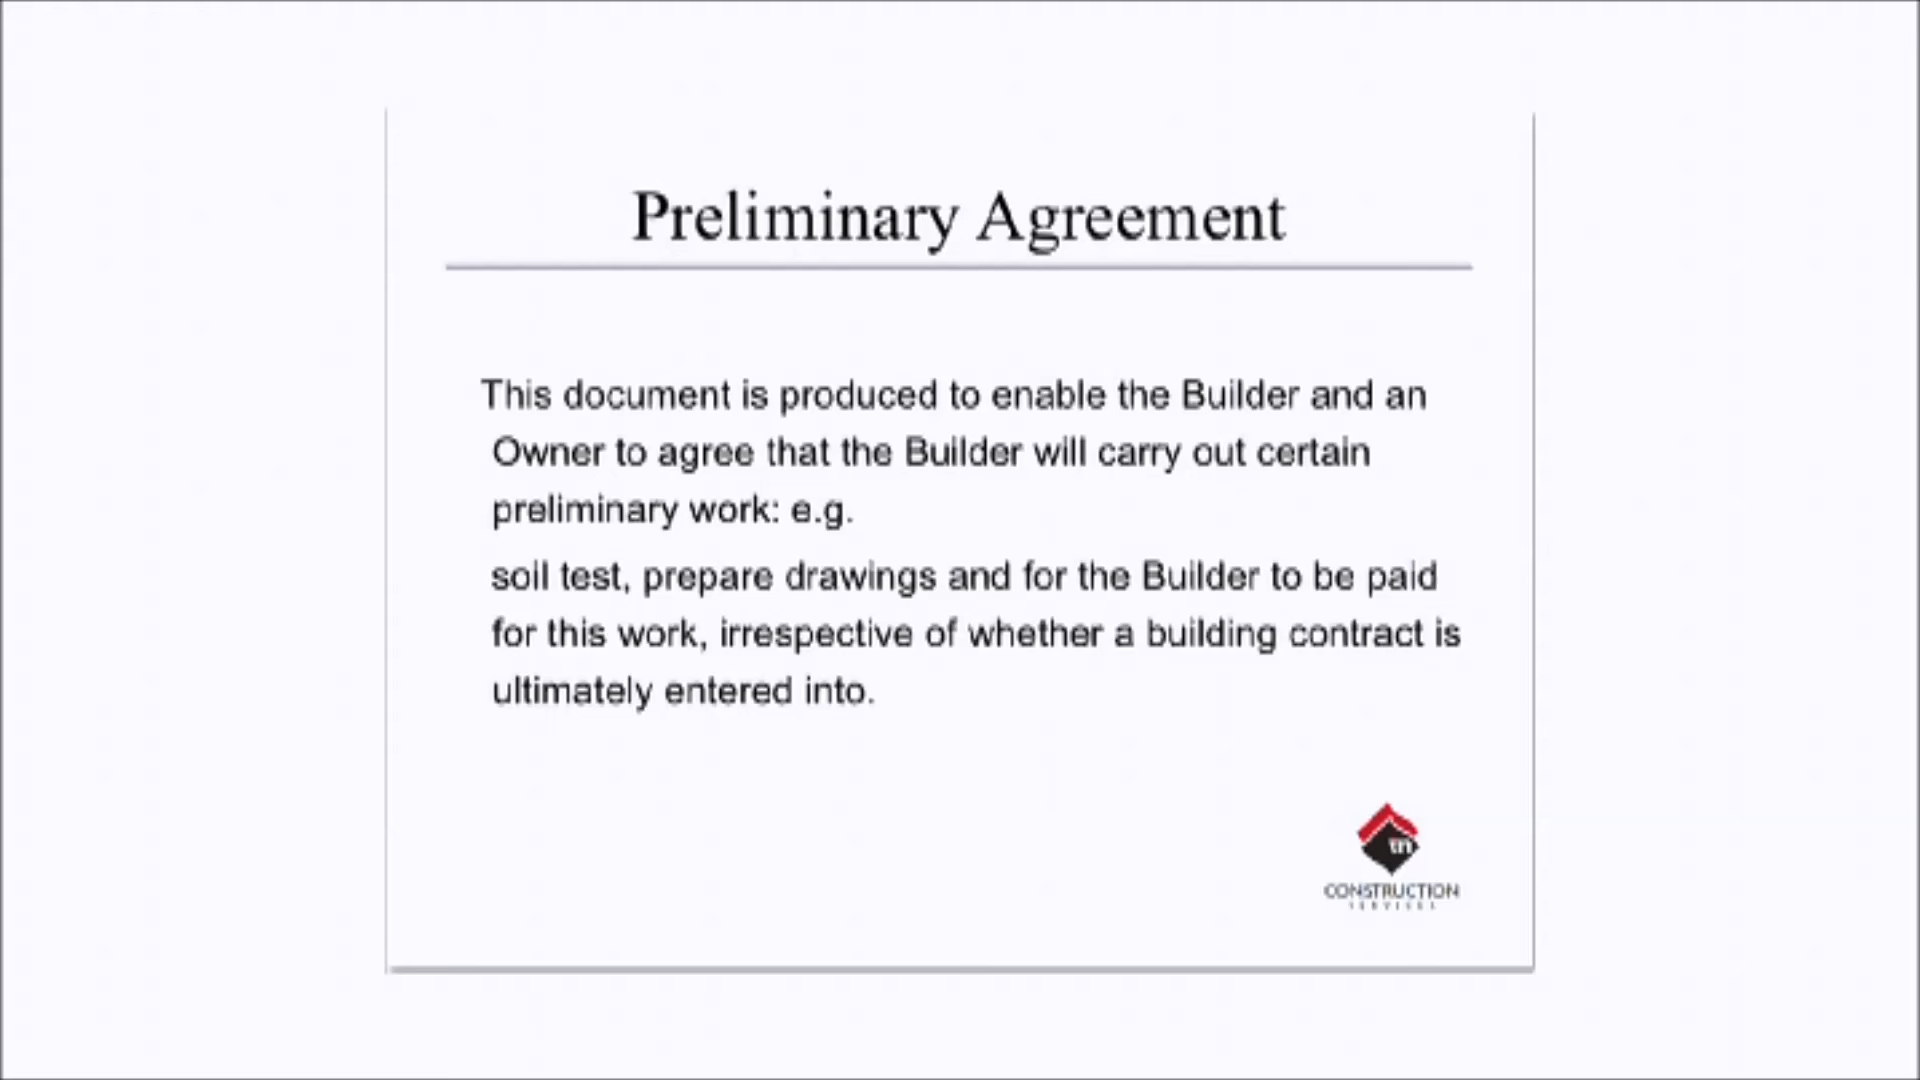 Preliminary Agreement
This document is produced to enable the Builder and an
Owner to agree that the Builder will carry out certain
preliminary work: e.g.
soil test, prepare drawings and for the Builder to be paid
for this work, irrespective of whether a building contract is
ultimately entered into.
CONSTRUCTION
SERVICES